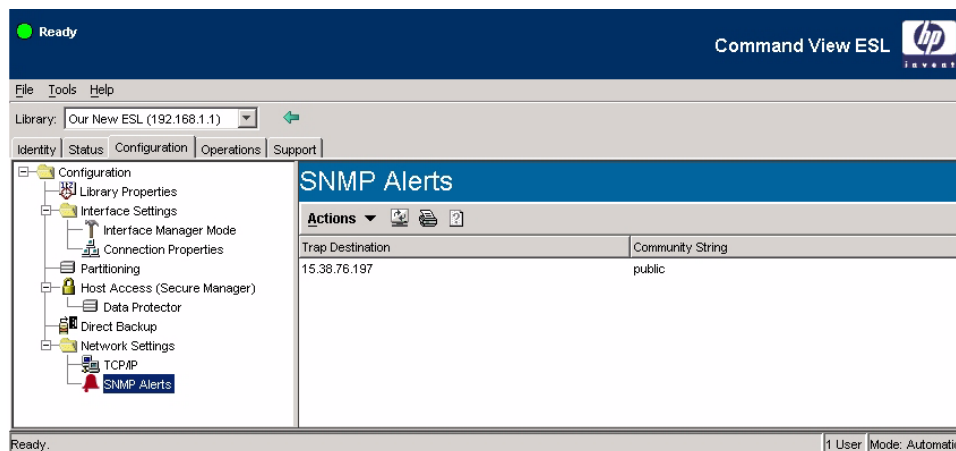 Ready
Command View ESL
hp
invent
File Tools Help
Library: Our New ESL (192.168.1.1)
Identity Status Configuration Operations Support
Configuration
Library Properties
Interface Settings
Interface Manager Mode
Connection Properties
Partitioning
Host Access (Secure Manager)
Data Protector
Direct Backup
Network Settings
TCP/IP
SNMP Alerts
SNMP Alerts
Actions
Trap Destination Community String
15.38.76.197 public
Ready. 1 User Mode: Automati